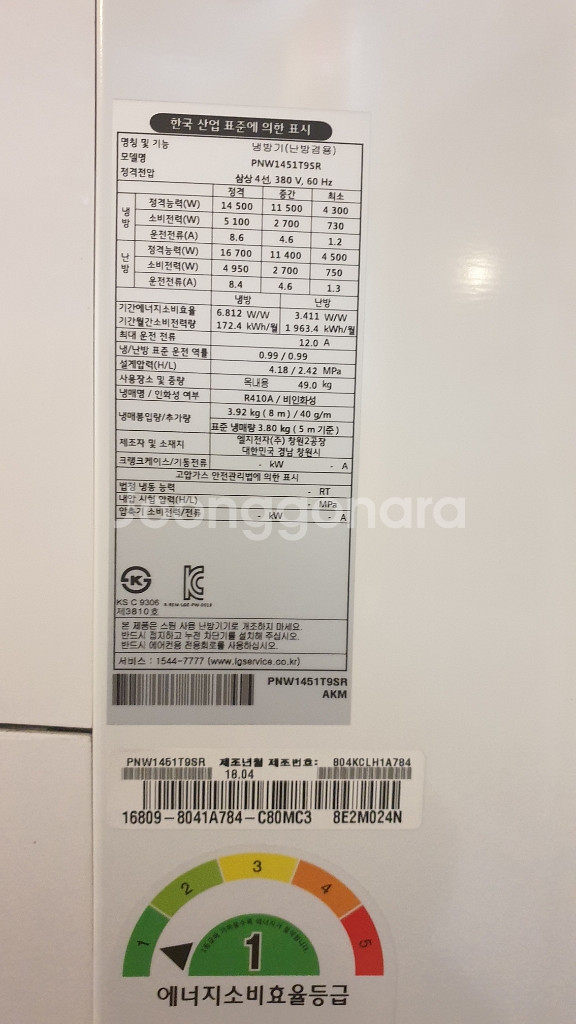 한국 산업 표준에 의한 표시
명칭 및 기능 냉방기(난방겸용)
모델명 PNW1451T9SR
정격전압 삼상 4선, 380 V, 60 Hz
정격 중간 최소
냉방 정격능력(W) 14 500 11 500 4 300
소비전력(W) 5 100 2 700 730
운전전류(A) 8.6 4.6 1.2
난방 정격능력(W) 16 700 11 400 4 500
소비전력(W) 4 950 2 700 750
운전전류(A) 8.4 4.6 1.3
냉방 난방
기간에너지소비효율 6.812 W/W 3.411 W/W
기간월간소비전력량 172.4 kWh/월 1 963.4 kWh/월
최대 운전 전류 12.0 A
냉/난방 표준 운전 역률 0.99 / 0.99
설계압력(H/L) 4.18 / 2.42 MPa
사용장소 및 중량 옥내용 49.0 kg
냉매명 / 인화성 여부 R410A / 비인화성
냉매봉입량/추가량 3.92 kg ( 8 m ) / 40 g/m
표준 냉매량 3.80 kg ( 5 m 기준 )
제조자 및 소재지 엘지전자(주) 창원2공장
대한민국 경남 창원시
크랭크케이스/기동전류 - kW - A
고압가스 안전관리법에 의한 표시
법정 냉동 능력 - RT
내압 시험 압력(H/L) - MPa
압축기 소비전력/전류 - kW - A
joonggonara
KS C 9306
제3810호
본 제품은 스팀 사용 난방기기로 개조하지 마세요.
반드시 접지하고 누전 차단기를 설치해 주십시오.
반드시 에어컨용 전용회로를 사용하십시오.
서비스 : 1544-7777 (www.lgservice.co.kr)
PNW1451T9SR
AKM
PNW1451T9SR 제조년월 제조번호: 804KCLH1A784
18.04
16809-8041A784-C80MC3 8E2M024N
1 2 3 4 5
1
에너지소비효율등급